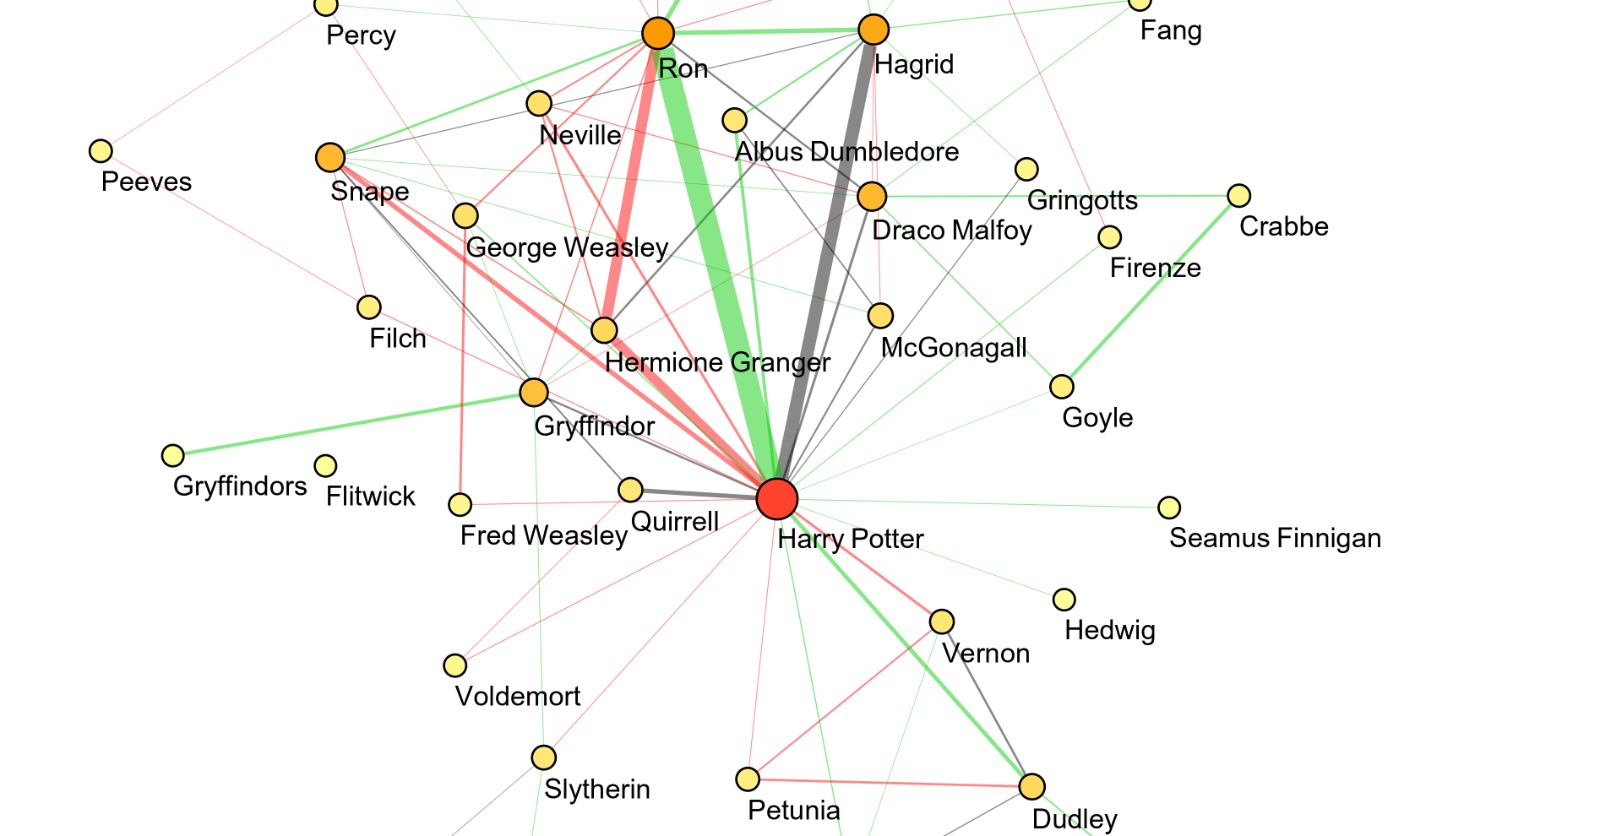 Percy
Fang
Ron
Hagrid
Neville
Albus Dumbledore
Peeves
Snape
Gringotts
Crabbe
Draco Malfoy
George Weasley
Firenze
Filch
McGonagall
Hermione Granger
Goyle
Gryffindor
Gryffindors
Flitwick
Quirrell
Fred Weasley
Harry Potter
Seamus Finnigan
Hedwig
Vernon
Voldemort
Slytherin
Petunia
Dudley